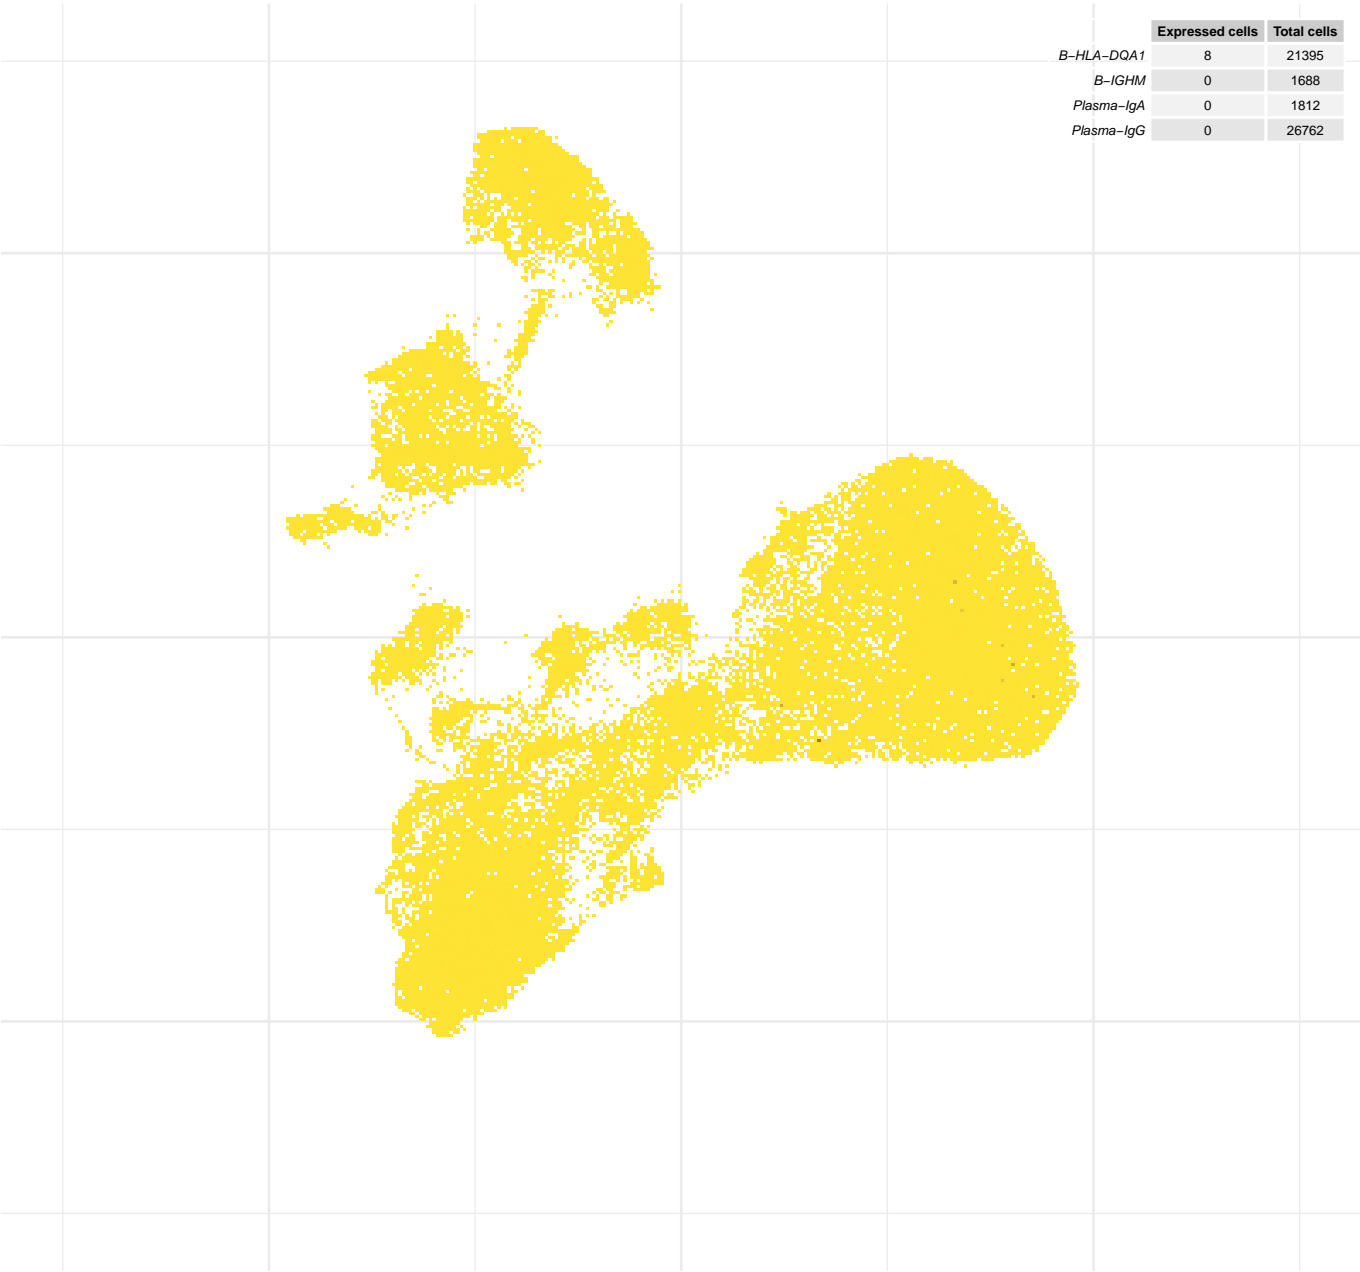 Expressed cells Total cells
B−HLA−DQA1 8 21395
B−IGHM 0 1688
Plasma−IgA 0 1812
Plasma−IgG 0 26762